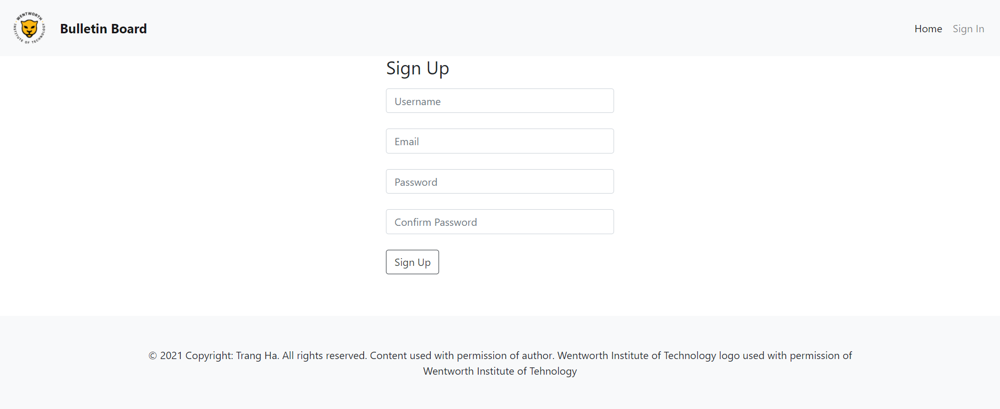 WENTWORTH
INSTITUTE OF TECHNOLOGY
Bulletin Board
Home
Sign In
Sign Up
Username
Email
Password
Confirm Password
Sign Up
© 2021 Copyright: Trang Ha. All rights reserved. Content used with permission of author. Wentworth Institute of Technology logo used with permission of
Wentworth Institute of Tehnology